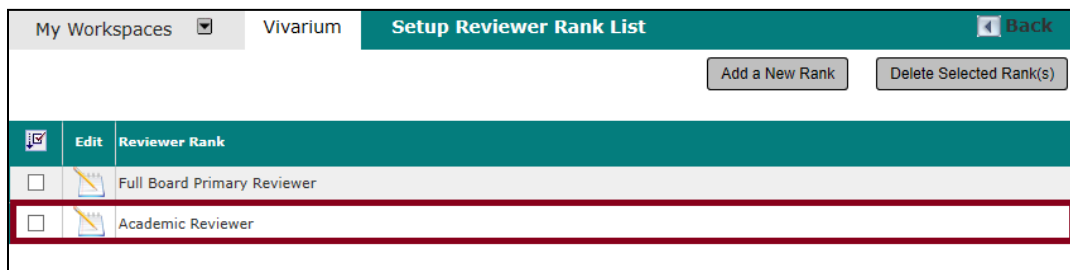 My Workspaces Vivarium Setup Reviewer Rank List Back
Add a New Rank Delete Selected Rank(s)
Edit Reviewer Rank
Full Board Primary Reviewer
Academic Reviewer